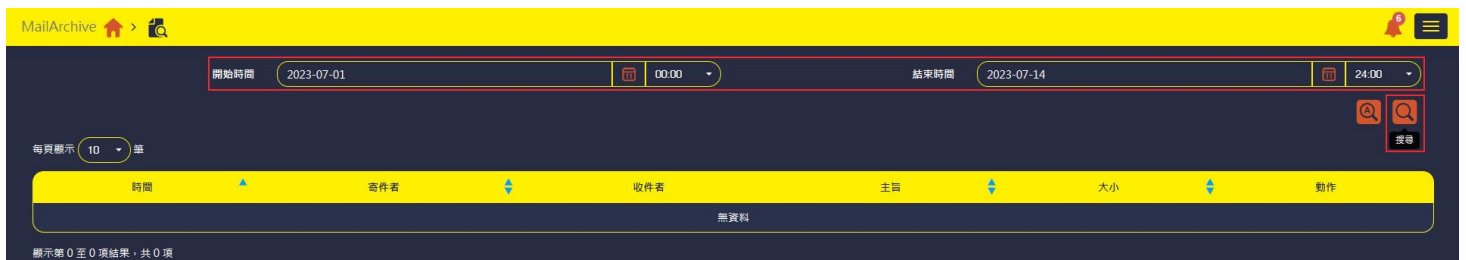 MailArchive >
6
開始時間 2023-07-01 00:00 結束時間 2023-07-14 24:00
搜尋
每頁顯示 10 筆
時間 寄件者 收件者 主旨 大小 動作
無資料
顯示第 0 至 0 項結果，共 0 項